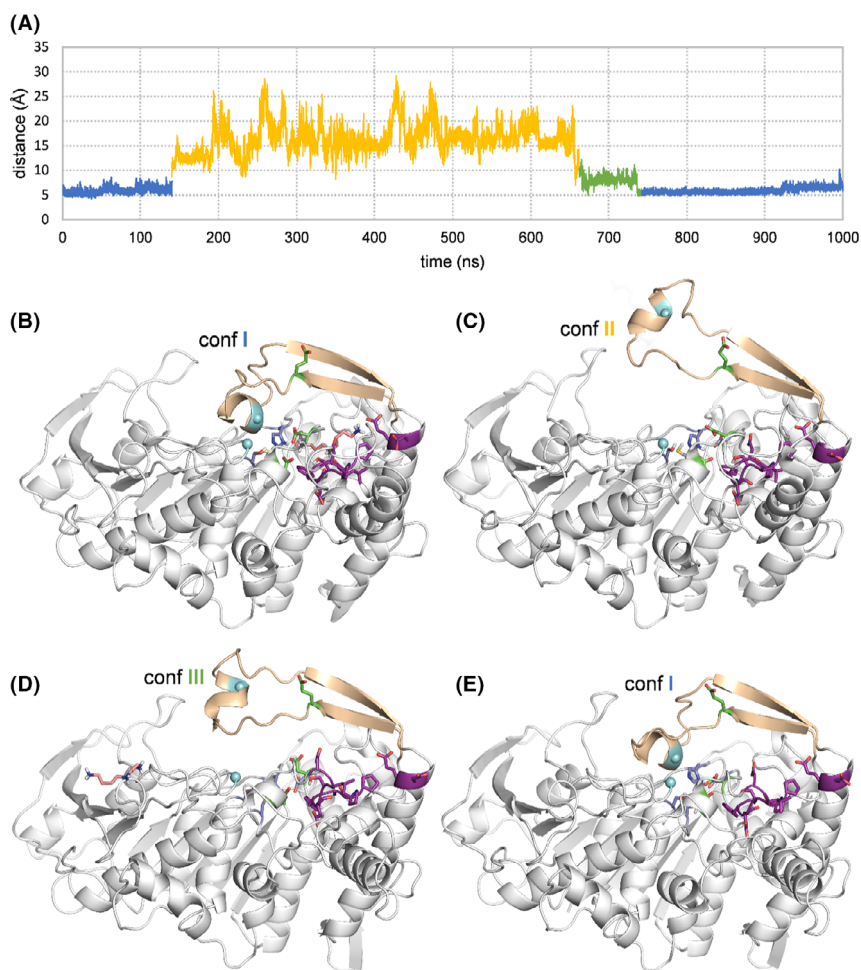 (A)
35
30
25
20
15
10
5
0
distance (Å)
0 100 200 300 400 500 600 700 800 900 1000
time (ns)
(B)
conf I
(C)
conf II
(D)
conf III
(E)
conf I